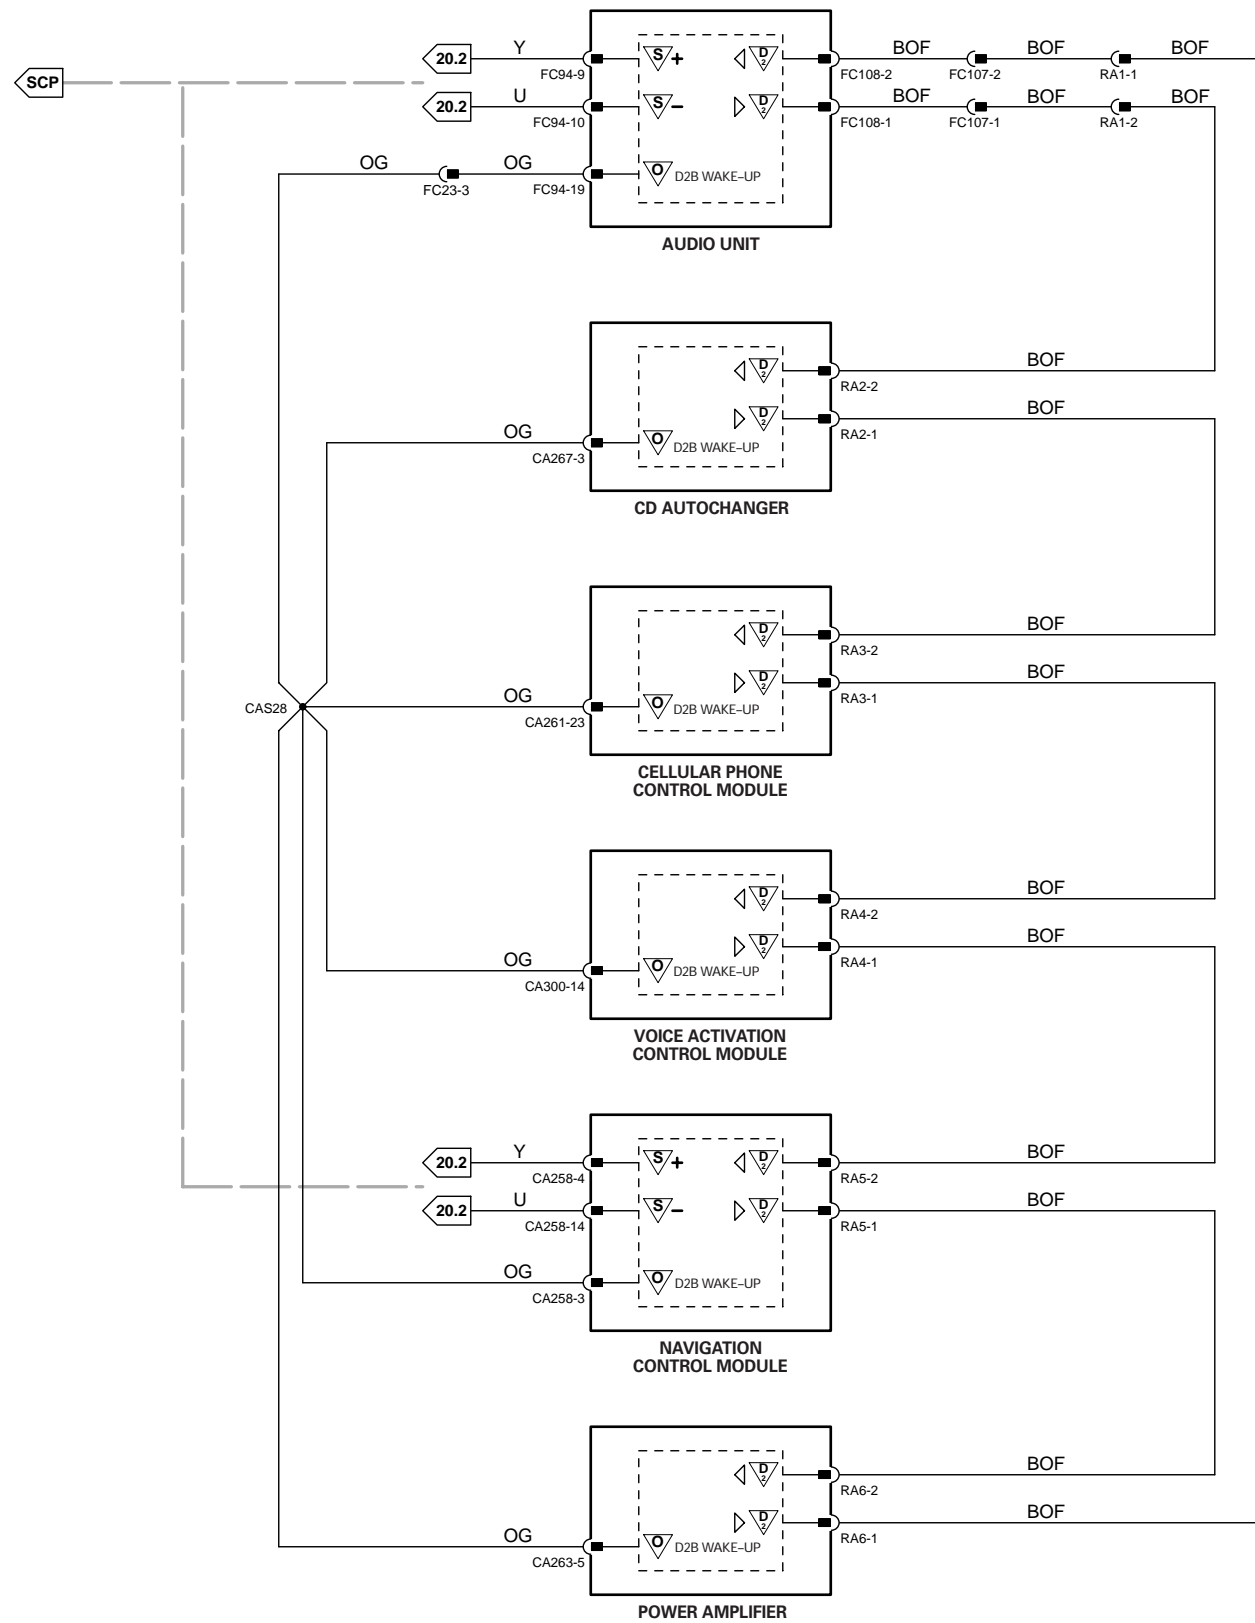 20.2 Y FC94-9 S + D 2 FC108-2 BOF FC107-2 BOF RA1-1 BOF
SCP
20.2 U FC94-10 S – D 2 FC108-1 BOF FC107-1 BOF RA1-2 BOF
OG FC23-3 OG FC94-19 O D2B WAKE–UP
AUDIO UNIT
D 2 RA2-2 BOF
D 2 RA2-1 BOF
OG CA267-3 O D2B WAKE–UP
CD AUTOCHANGER
D 2 RA3-2 BOF
D 2 RA3-1 BOF
CAS28 OG CA261-23 O D2B WAKE–UP
CELLULAR PHONE
CONTROL MODULE
D 2 RA4-2 BOF
D 2 RA4-1 BOF
OG CA300-14 O D2B WAKE–UP
VOICE ACTIVATION
CONTROL MODULE
20.2 Y CA258-4 S + D 2 RA5-2 BOF
20.2 U CA258-14 S – D 2 RA5-1 BOF
OG CA258-3 O D2B WAKE–UP
NAVIGATION
CONTROL MODULE
D 2 RA6-2 BOF
D 2 RA6-1 BOF
OG CA263-5 O D2B WAKE–UP
POWER AMPLIFIER